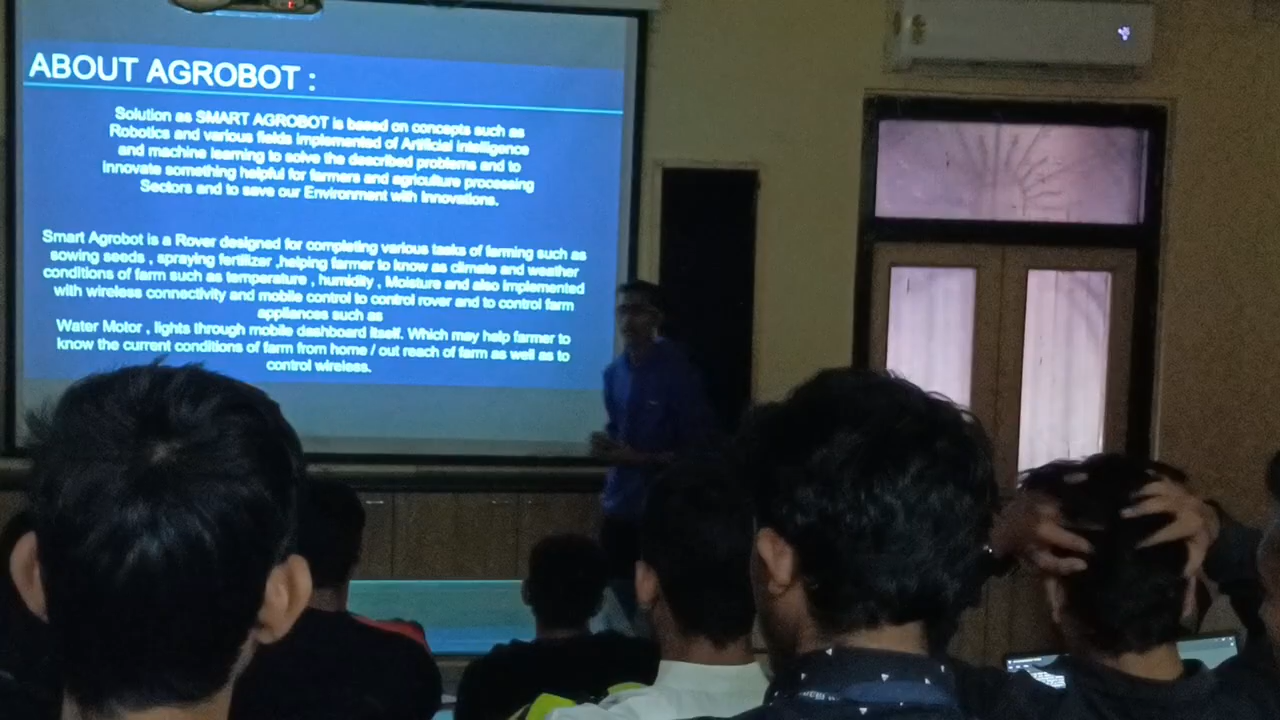 ABOUT AGROBOT :
Solution as SMART AGROBOT is based on concepts such as
Robotics and various fields implemented of Artificial Intelligence
and machine learning to solve the described problems and to
Innovate something helpful for farmers and agriculture processing
Sectors and to save our Environment with Innovations.
Smart Agrobot is a Rover designed for completing various tasks of farming such as
sowing seeds , spraying fertilizer ,helping farmer to know as climate and weather
conditions of farm such as temperature , humidity , Moisture and also implemented
with wireless connectivity and mobile control to control rover and to control farm
appliances such as
Water Motor , lights through mobile dashboard itself. Which may help farmer to
know the current conditions of farm from home / out reach of farm as well as to
control wireless.